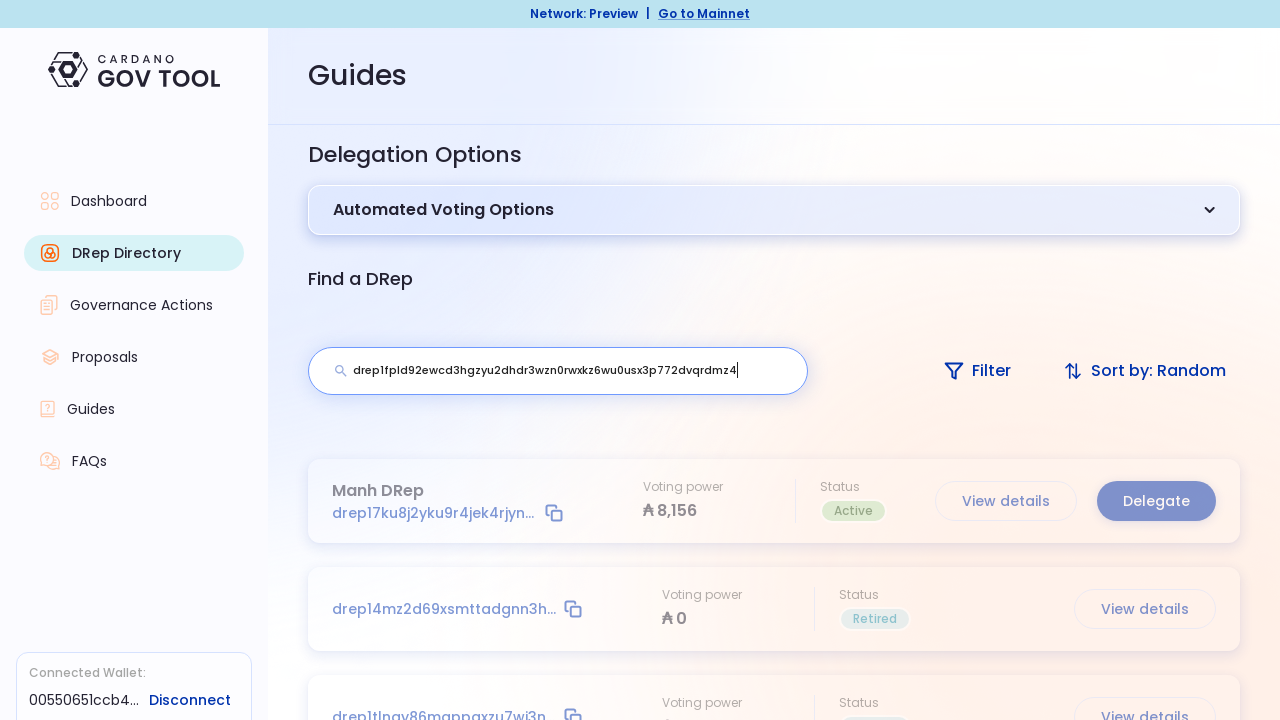 Network: Preview | Go to Mainnet
CARDANO
GOV TOOL
Dashboard
DRep Directory
Governance Actions
Proposals
Guides
FAQs
Connected Wallet:
00550651ccb4... Disconnect
Guides
Delegation Options
Automated Voting Options
Find a DRep
drep1fpld92ewcd3hgzyu2dhdr3wzn0rwxkz6wu0usx3p772dvqrdmz4
Filter
Sort by: Random
Manh DRep
drep17ku8j2yku9r4jek4rjyn...
Voting power
₳ 8,156
Status
Active
View details
Delegate
drep14mz2d69xsmttadgnn3h...
Voting power
₳ 0
Status
Retired
View details
Voting power
Status
View details